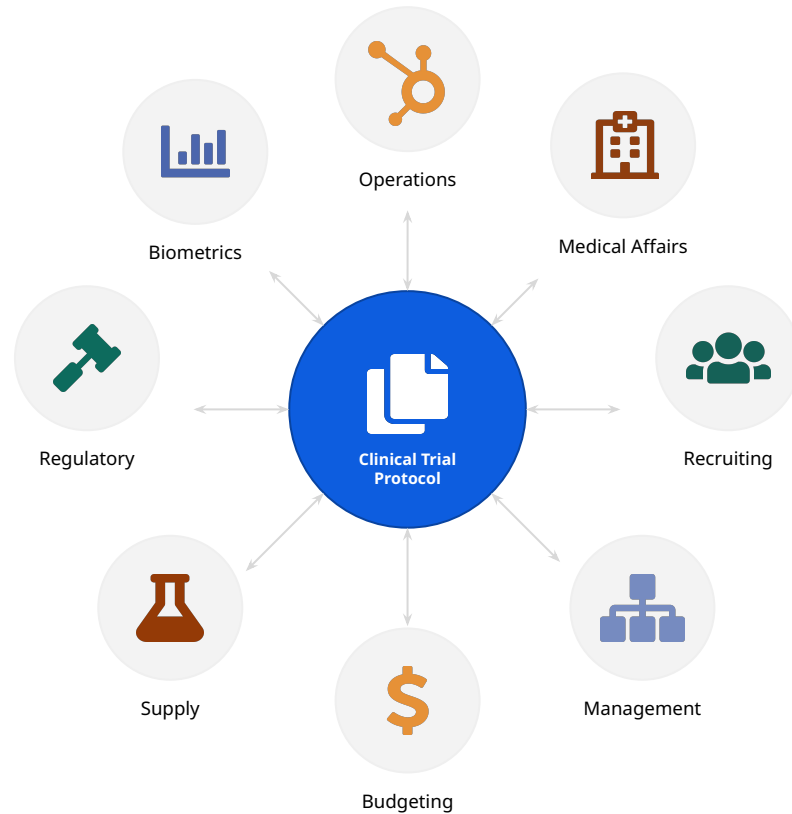 Operations
Medical Affairs
Biometrics
Clinical Trial
Protocol
Regulatory
Recruiting
Supply
Management
Budgeting